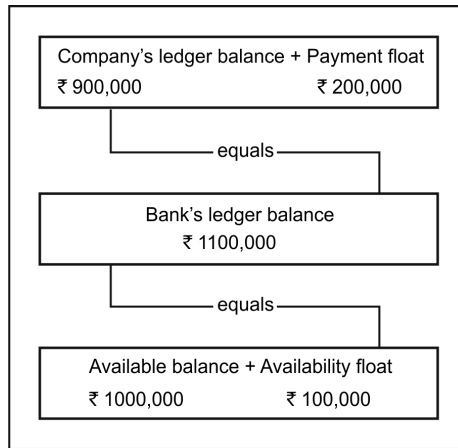 Company's ledger balance + Payment float
₹ 900,000 ₹ 200,000
equals
Bank's ledger balance
₹ 1100,000
equals
Available balance + Availability float
₹ 1000,000 ₹ 100,000